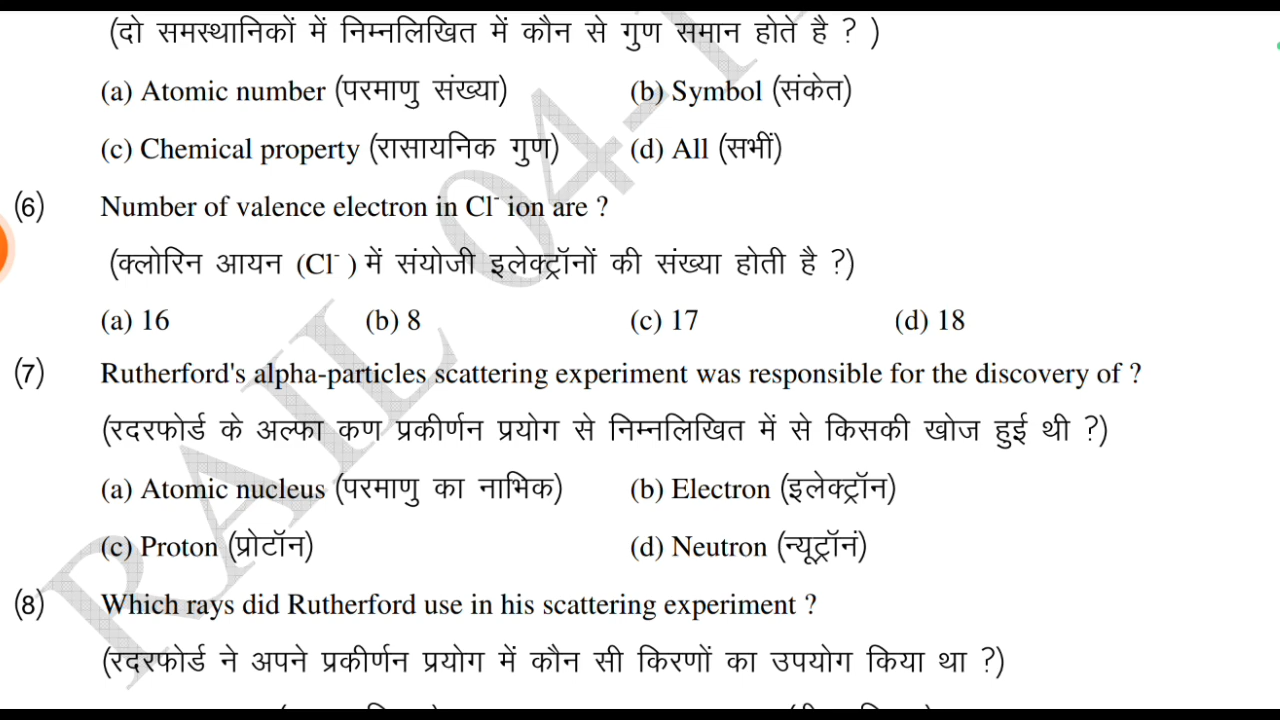 (दो समस्थानिकों में निम्नलिखित में कौन से गुण समान होते है ? )
(a) Atomic number (परमाणु संख्या) (b) Symbol (संकेत)
(c) Chemical property (रासायनिक गुण) (d) All (सभीं)
(6) Number of valence electron in Cl⁻ ion are ?
(क्लोरिन आयन (Cl⁻ ) में संयोजी इलेक्ट्रॉनों की संख्या होती है ?)
(a) 16 (b) 8 (c) 17 (d) 18
(7) Rutherford's alpha-particles scattering experiment was responsible for the discovery of ?
(रदरफोर्ड के अल्फा कण प्रकीर्णन प्रयोग से निम्नलिखित में से किसकी खोज हुई थी ?)
(a) Atomic nucleus (परमाणु का नाभिक) (b) Electron (इलेक्ट्रॉन)
(c) Proton (प्रोटॉन) (d) Neutron (न्यूट्रॉनं)
(8) Which rays did Rutherford use in his scattering experiment ?
(रदरफोर्ड ने अपने प्रकीर्णन प्रयोग में कौन सी किरणों का उपयोग किया था ?)
RAIL 04-